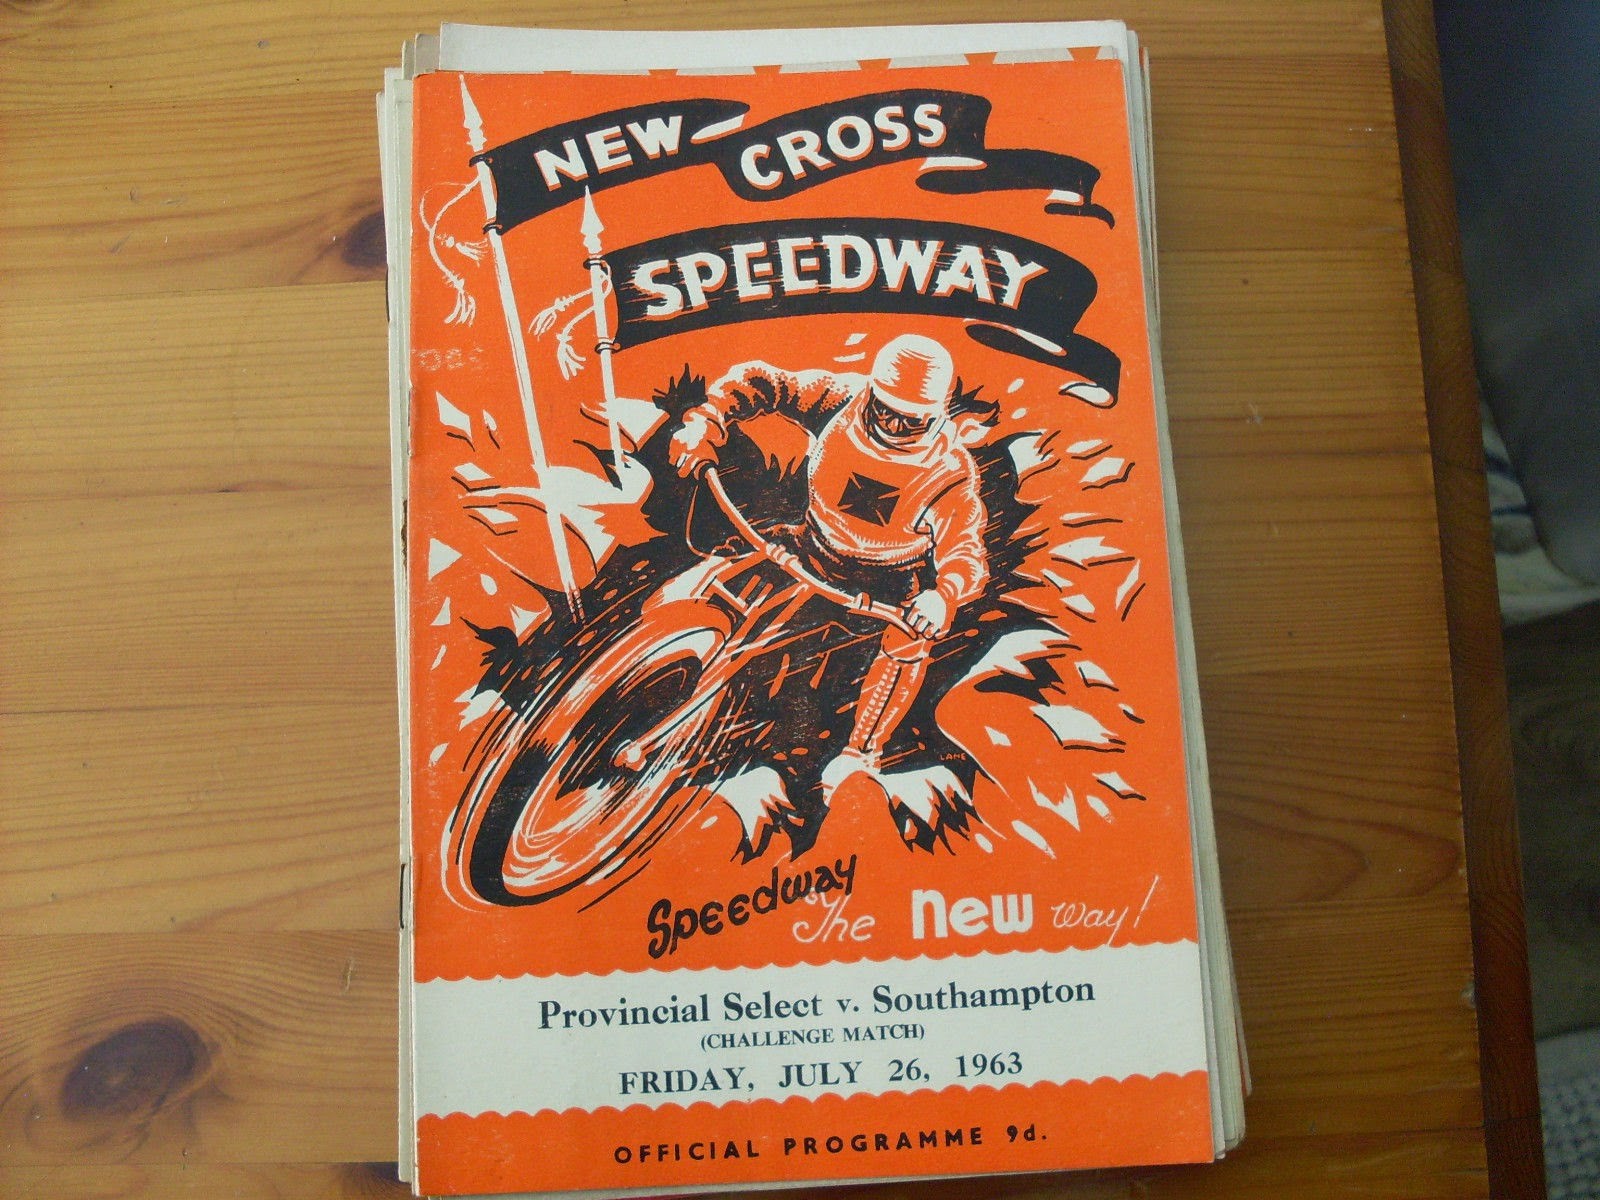 NEW CROSS
SPEEDWAY
LANE
Speedway
The New way!
Provincial Select v. Southampton
(CHALLENGE MATCH)
FRIDAY, JULY 26, 1963
OFFICIAL PROGRAMME 9d.